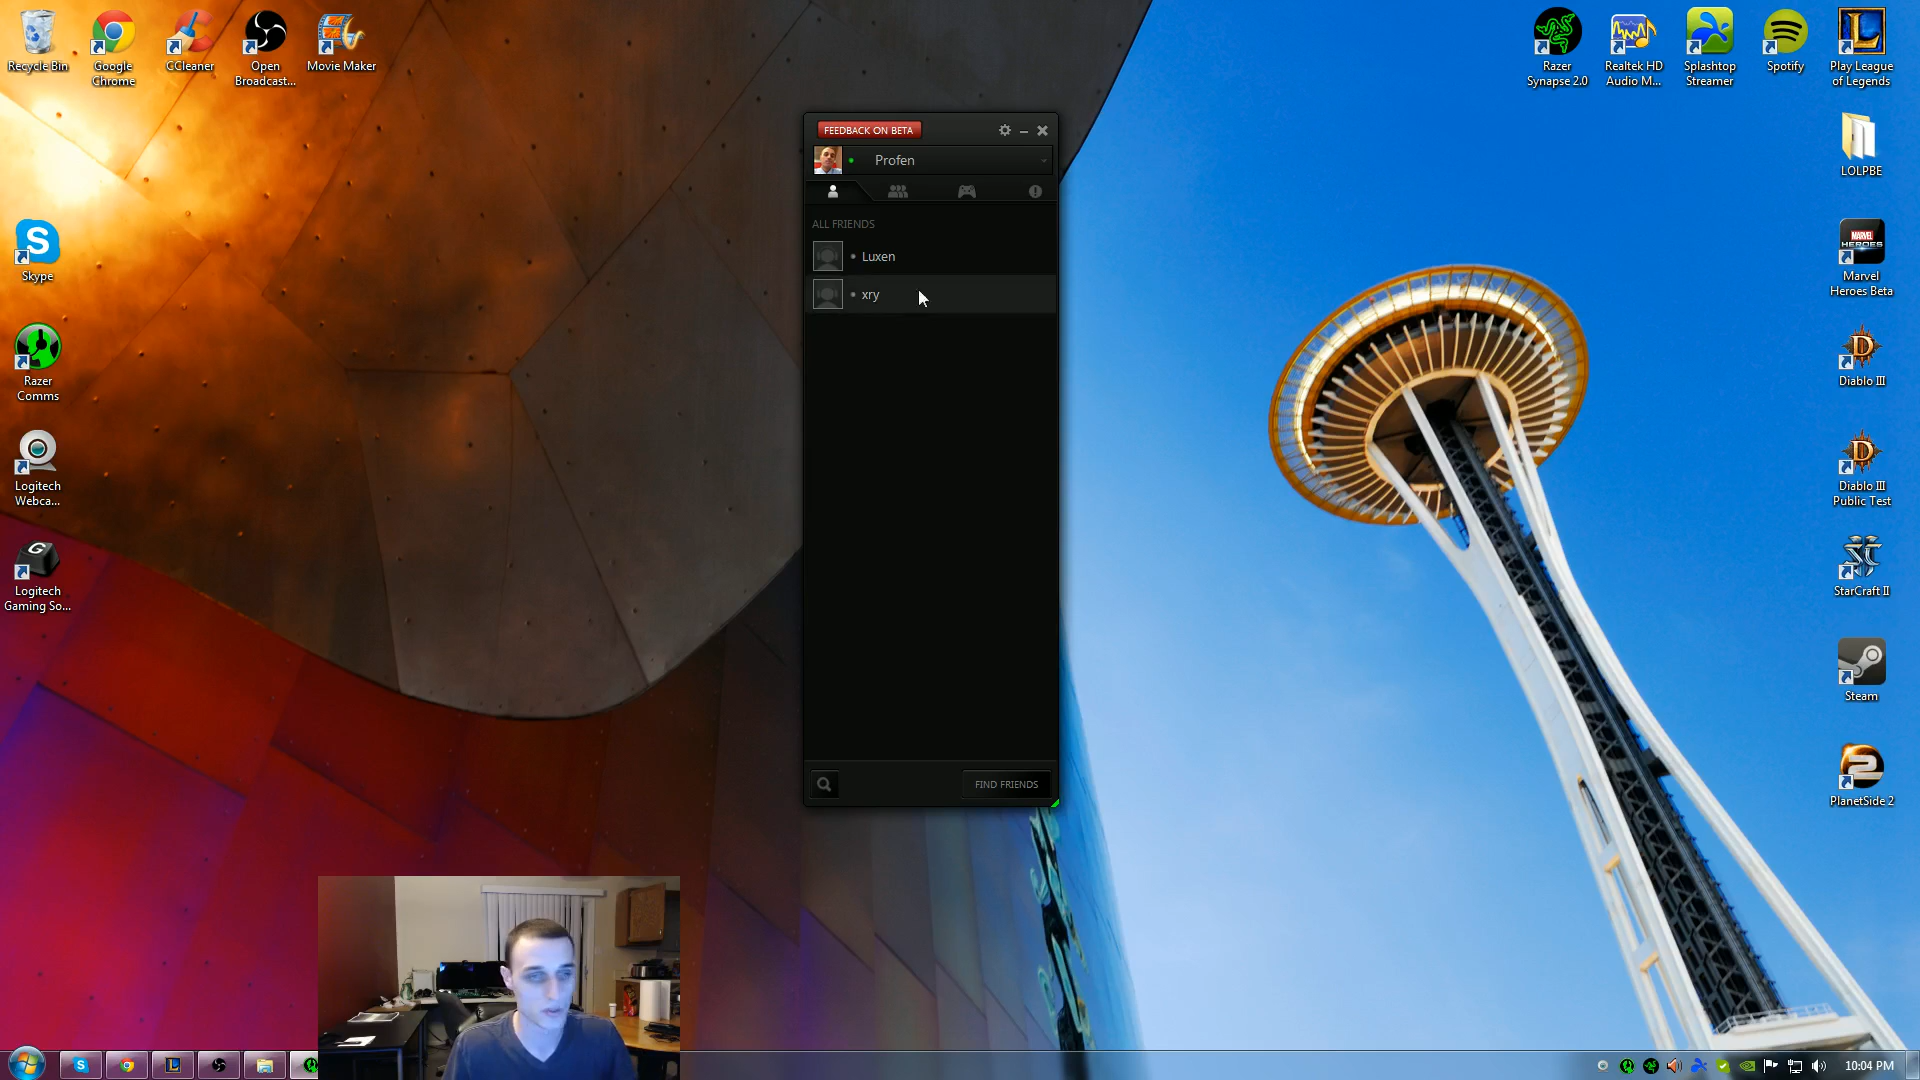 Recycle Bin
Google
Chrome
CCleaner
Open
Broadcast...
Movie Maker
Razer
Synapse 2.0
Realtek HD
Audio M...
Splashtop
Streamer
Spotify
Play League
of Legends
LOLPBE
Skype
MARVEL
HEROES
Marvel
Heroes Beta
Razer
Comms
Diablo III
Logitech
Webca...
Diablo III
Public Test
Logitech
Gaming So...
StarCraft II
Steam
PlanetSide 2
FEEDBACK ON BETA
Profen
ALL FRIENDS
Luxen
xry
FIND FRIENDS
10:04 PM